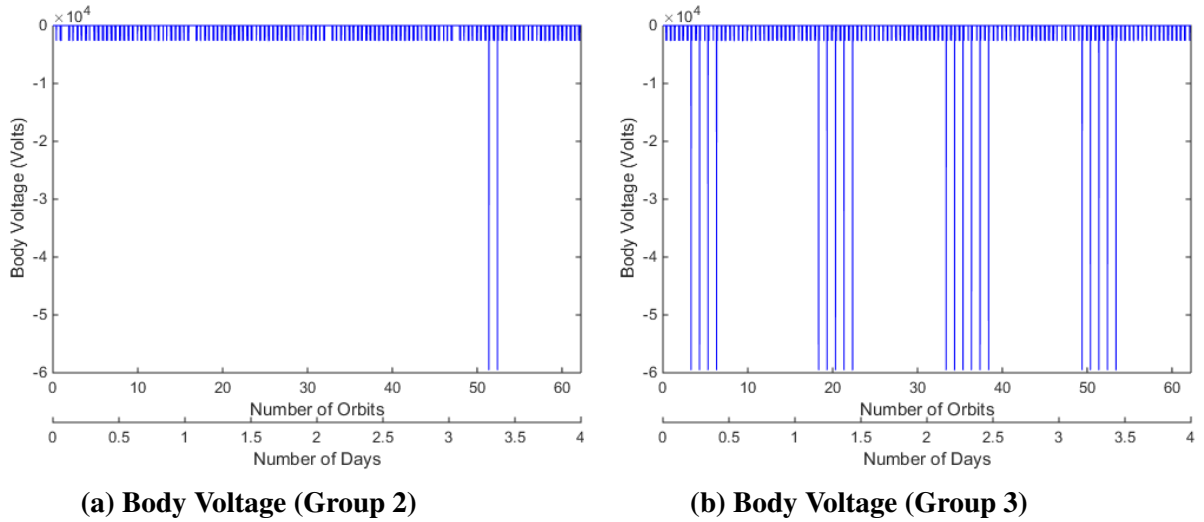 0 ×10⁴
-1
-2
-3
-4
-5
-6
Body Voltage (Volts)
0 10 20 30 40 50 60
Number of Orbits
0 0.5 1 1.5 2 2.5 3 3.5 4
Number of Days
(a) Body Voltage (Group 2)
0 ×10⁴
-1
-2
-3
-4
-5
-6
Body Voltage (Volts)
0 10 20 30 40 50 60
Number of Orbits
0 0.5 1 1.5 2 2.5 3 3.5 4
Number of Days
(b) Body Voltage (Group 3)